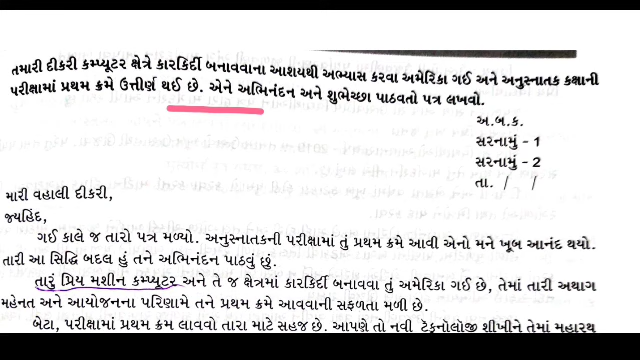 તમારી દીકરી કમ્પ્યૂટર ક્ષેત્રે કારકિર્દી બનાવવાના આશયથી અભ્યાસ કરવા અમેરિકા ગઈ અને અનુસ્નાતક કક્ષાની
પરીક્ષામાં પ્રથમ ક્રમે ઉત્તીર્ણ થઈ છે. એને અભિનંદન અને શુભેચ્છા પાઠવતો પત્ર લખવો.
અ.બ.ક.
સરનામું - 1
સરનામું - 2
તા. / /
મારી વહાલી દીકરી,
જયહિંદ,
ગઈ કાલે જ તારો પત્ર મળ્યો. અનુસ્નાતકની પરીક્ષામાં તું પ્રથમ ક્રમે આવી એનો મને ખૂબ આનંદ થયો.
તારી આ સિદ્ધિ બદલ હું તને અભિનંદન પાઠવું છું.
તારું પ્રિય મશીન કમ્પ્યૂટર અને તે જ ક્ષેત્રમાં કારકિર્દી બનાવવા તું અમેરિકા ગઈ છે, તેમાં તારી અથાગ
મહેનત અને આયોજનના પરિણામે તને પ્રથમ ક્રમે આવવાની સફળતા મળી છે.
બેટા, પરીક્ષામાં પ્રથમ ક્રમ લાવવો તારા માટે સહજ છે. આપણે તો નવી ટેકનોલૉજી શીખીને તેમાં મહારથ